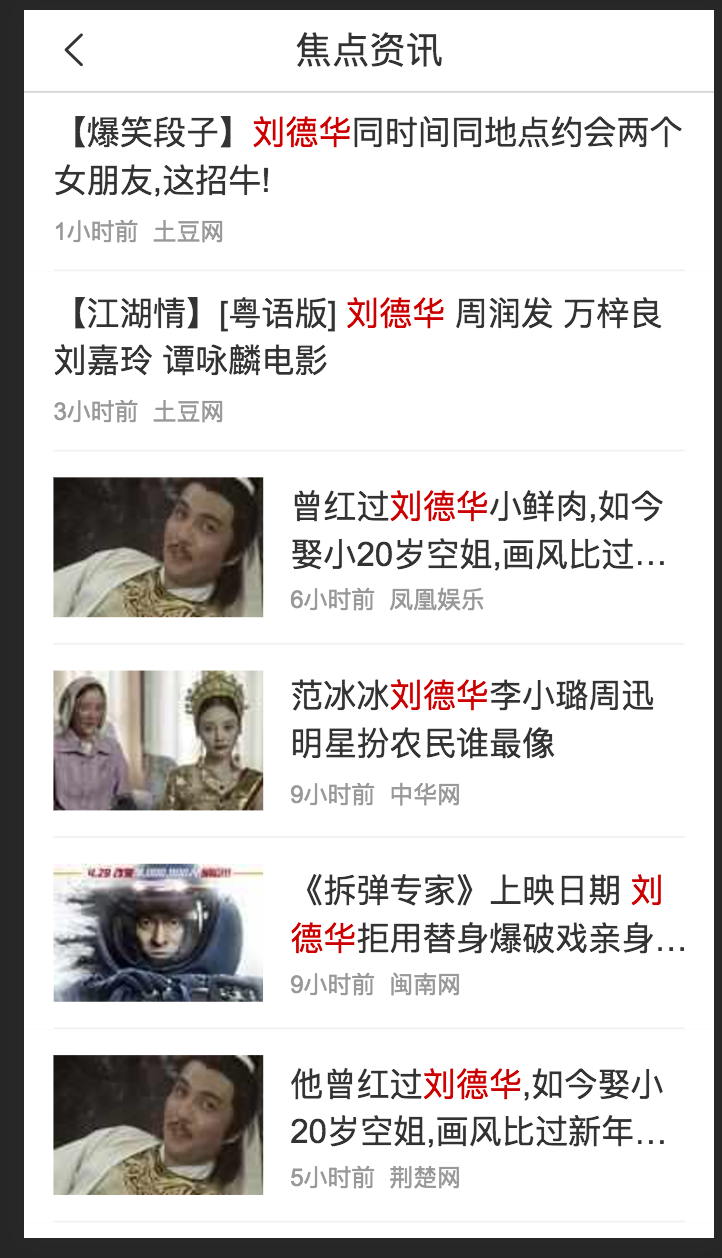 焦点资讯
【爆笑段子】刘德华同时间同地点约会两个
女朋友,这招牛!
1小时前 土豆网
【江湖情】[粤语版] 刘德华 周润发 万梓良
刘嘉玲 谭咏麟电影
3小时前 土豆网
曾红过刘德华小鲜肉,如今
娶小20岁空姐,画风比过…
6小时前 凤凰娱乐
范冰冰刘德华李小璐周迅
明星扮农民谁最像
9小时前 中华网
4.29
《拆弹专家》上映日期 刘
德华拒用替身爆破戏亲身…
9小时前 闽南网
他曾红过刘德华,如今娶小
20岁空姐,画风比过新年…
5小时前 荆楚网